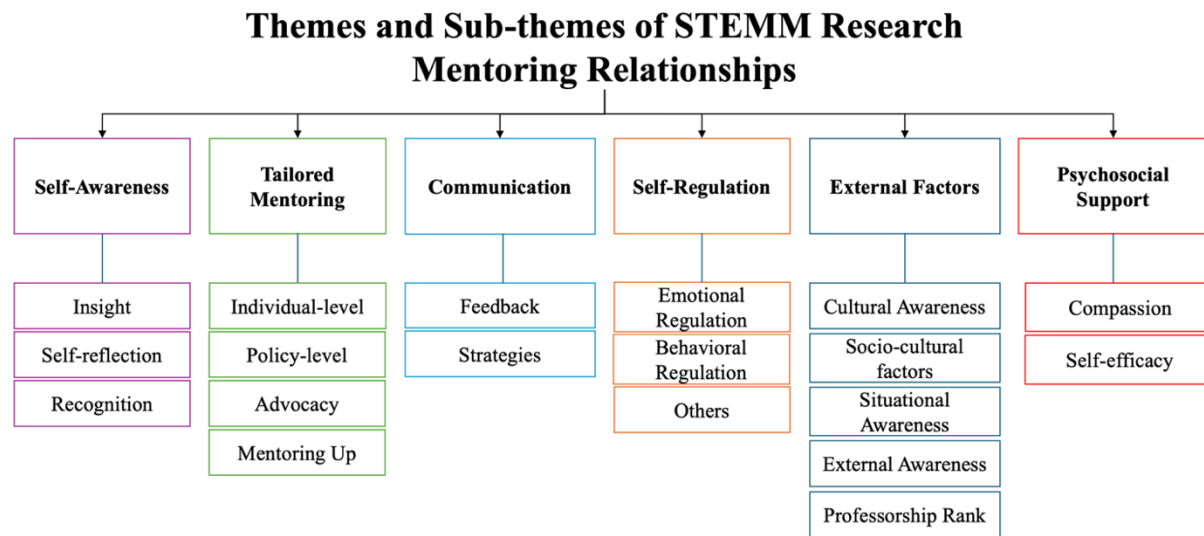 Themes and Sub-themes of STEMM Research
Mentoring Relationships
Self-Awareness
Tailored
Mentoring
Communication
Self-Regulation
External Factors
Psychosocial
Support
Insight
Self-reflection
Recognition
Individual-level
Policy-level
Advocacy
Mentoring Up
Feedback
Strategies
Emotional
Regulation
Behavioral
Regulation
Others
Cultural Awareness
Socio-cultural
factors
Situational
Awareness
External Awareness
Professorship Rank
Compassion
Self-efficacy